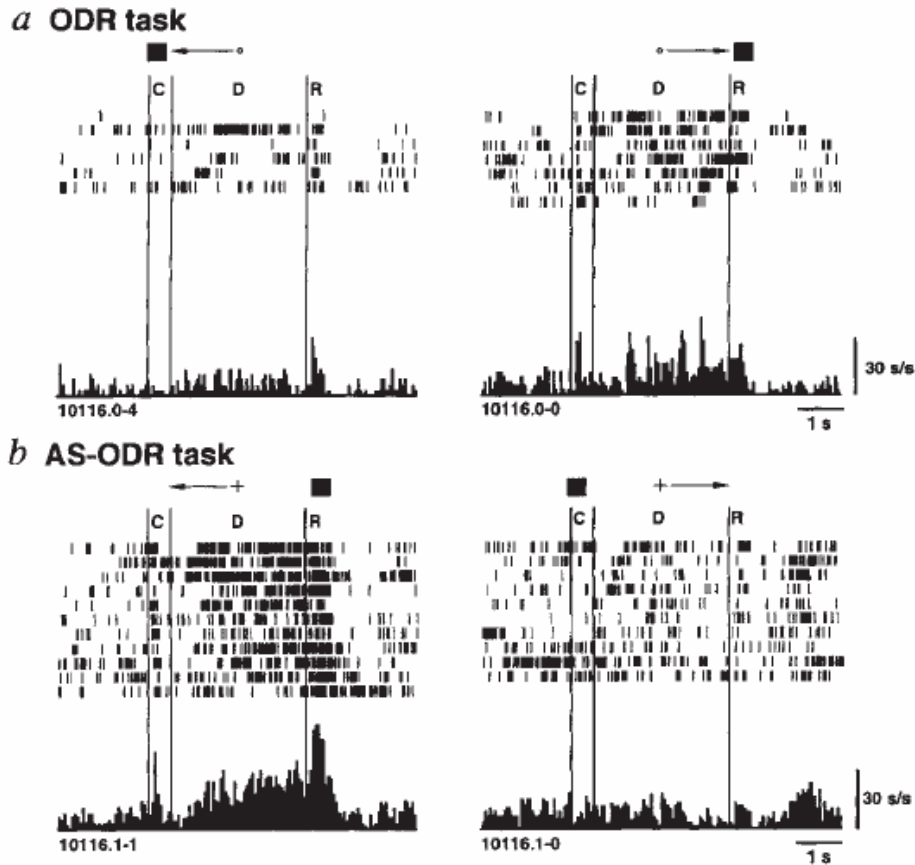 a ODR task
C D R
C D R
30 s/s
10116.0-4
10116.0-0
1 s
b AS-ODR task
C D R
C D R
30 s/s
10116.1-1
10116.1-0
1 s